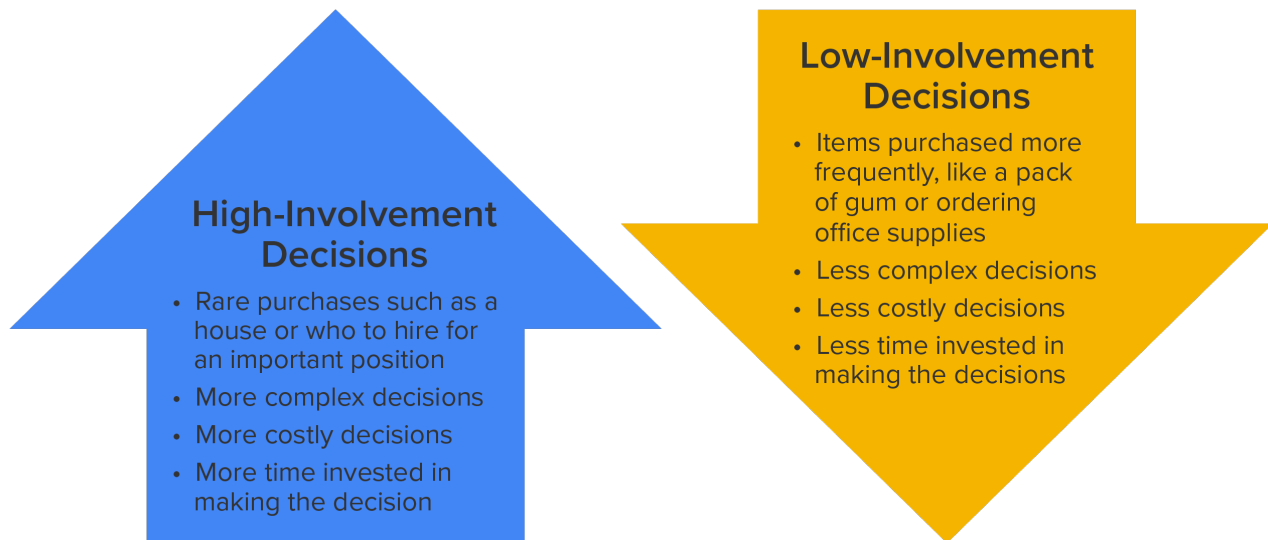 High-Involvement
Decisions
• Rare purchases such as a
house or who to hire for
an important position
• More complex decisions
• More costly decisions
• More time invested in
making the decision
Low-Involvement
Decisions
• Items purchased more
frequently, like a pack
of gum or ordering
office supplies
• Less complex decisions
• Less costly decisions
• Less time invested in
making the decisions